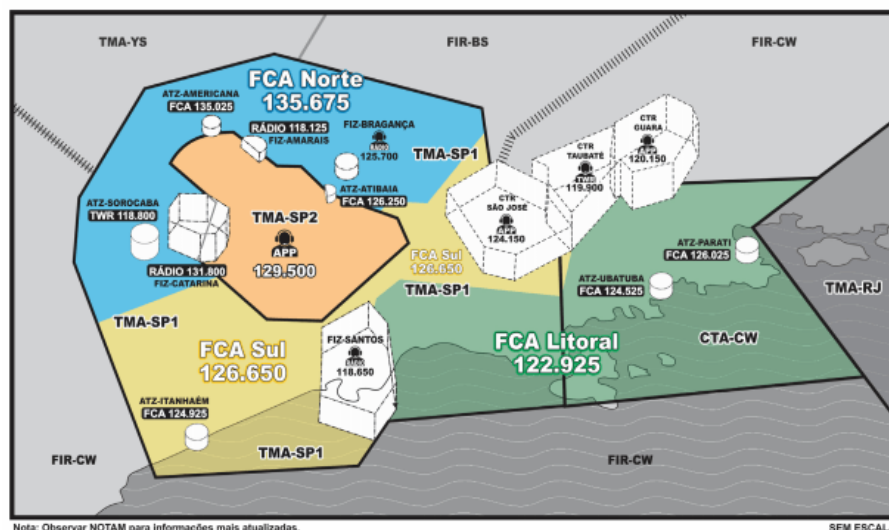 TMA-YS
FIR-BS
FIR-CW
FCA Norte
135.675
ATZ-AMERICANA
FCA 135.025
RÁDIO 118.125
FIZ-AMARAIS
FIZ-BRAGANÇA
RÁDIO
125.700
TMA-SP1
CTR
GUARA
APP
120.150
CTR
TAUBATÉ
TWR
119.900
ATZ-ATIBAIA
FCA 126.250
CTR
SÃO JOSÉ
APP
124.150
ATZ-SOROCABA
TWR 118.800
TMA-SP2
APP
129.500
FCA Sul
126.650
TMA-SP1
RÁDIO 131.800
FIZ-CATARINA
ATZ-PARATI
FCA 126.025
ATZ-UBATUBA
FCA 124.525
TMA-RJ
TMA-SP1
FCA Sul
126.650
FIZ-SANTOS
RÁDIO
118.650
FCA Litoral
122.925
CTA-CW
ATZ-ITANHAÉM
FCA 124.925
FIR-CW
TMA-SP1
FIR-CW
Nota: Observar NOTAM para informações mais atualizadas.
SEM ESCAL